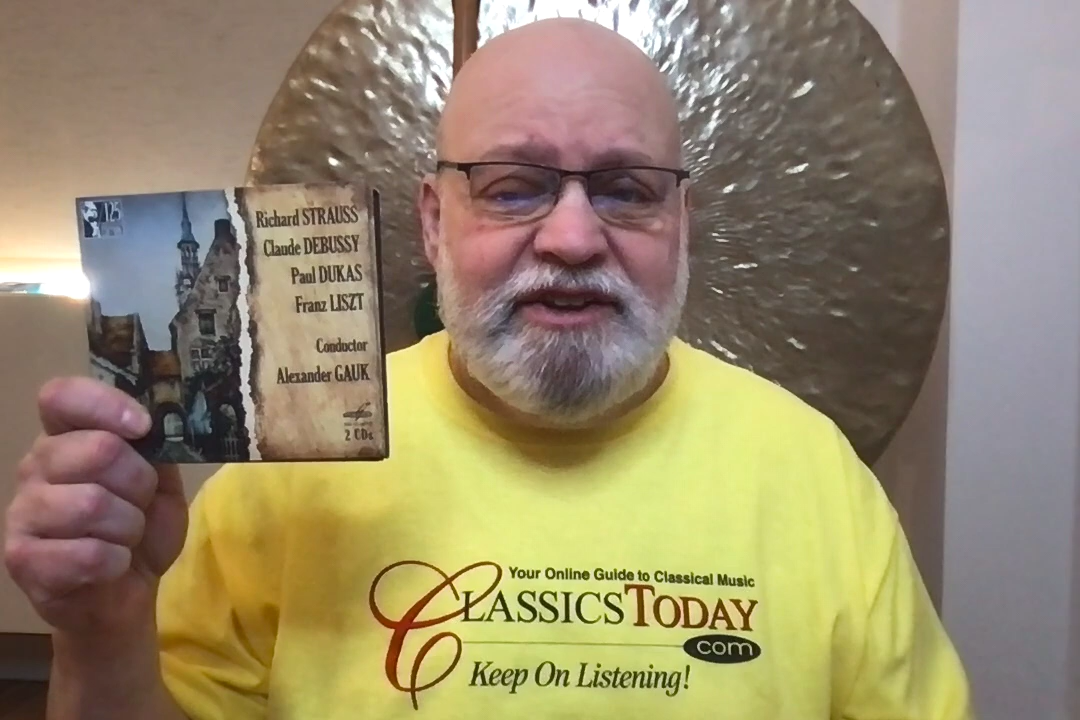 125
Richard STRAUSS
Claude DEBUSSY
Paul DUKAS
Franz LISZT
Conductor
Alexander GAUK
2 CDs
Your Online Guide to Classical Music
CLASSICSTODAY
com
Keep On Listening!